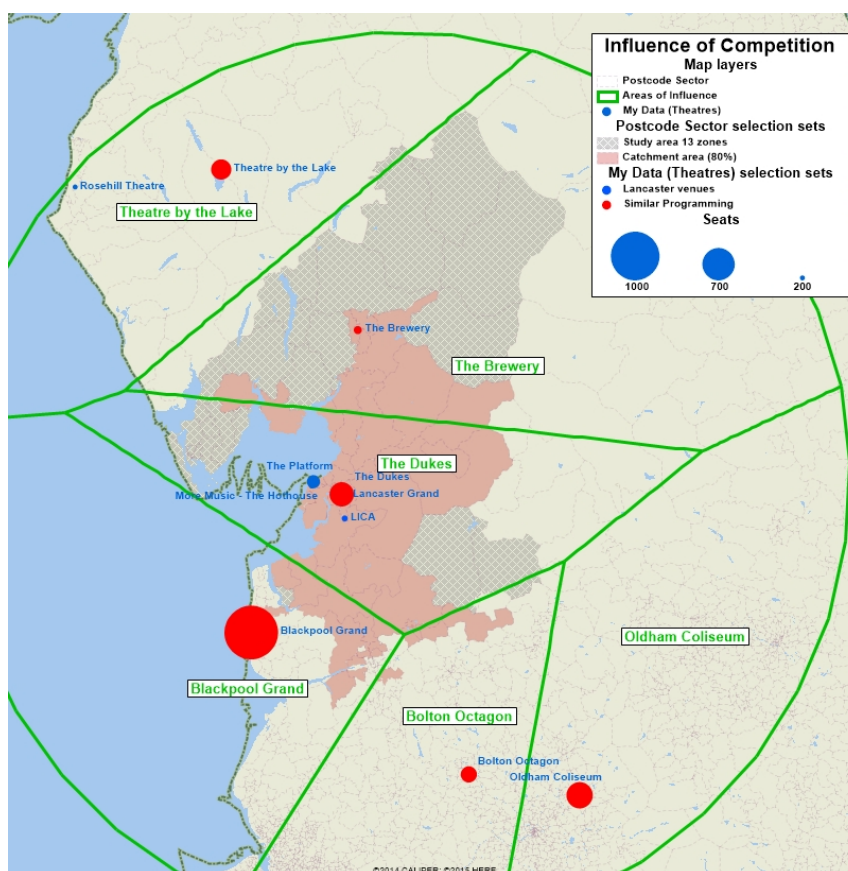 Influence of Competition
Map layers
Postcode Sector
Areas of Influence
My Data (Theatres)
Postcode Sector selection sets
Study area 13 zones
Catchment area (80%)
My Data (Theatres) selection sets
Lancaster venues
Similar Programming
Seats
1000 700 200
Theatre by the Lake
Rosehill Theatre
Theatre by the Lake
The Brewery
The Brewery
The Dukes
The Platform
The Dukes
More Music - The Hothouse
Lancaster Grand
LICA
Blackpool Grand
Oldham Coliseum
Blackpool Grand
Bolton Octagon
Bolton Octagon
Oldham Coliseum
©2014 CALIPER; ©2013 HERE